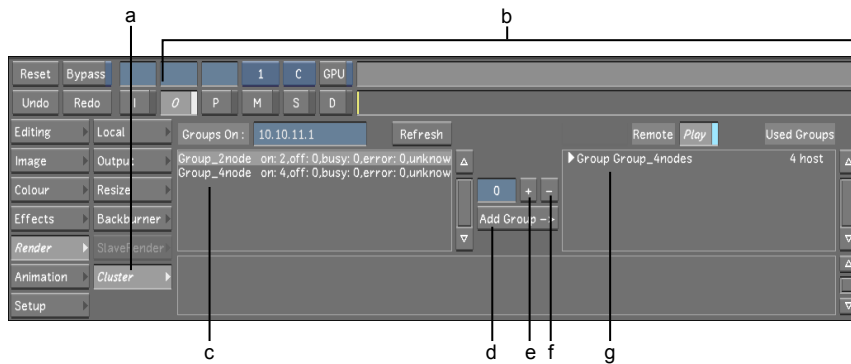 a
b
Reset Bypass 1 C GPU
Undo Redo I O P M S D
Editing Local Groups On: 10.10.11.1 Refresh Remote Play Used Groups
Image Output Group_2node on: 2,off: 0,busy: 0,error: 0,unknow Group Group_4nodes 4 host
Group_4node on: 4,off: 0,busy: 0,error: 0,unknow
Colour Resize 0 + -
Effects Backburner Add Group ->
Render SlaveRender
Animation Cluster
Setup
c d e f g